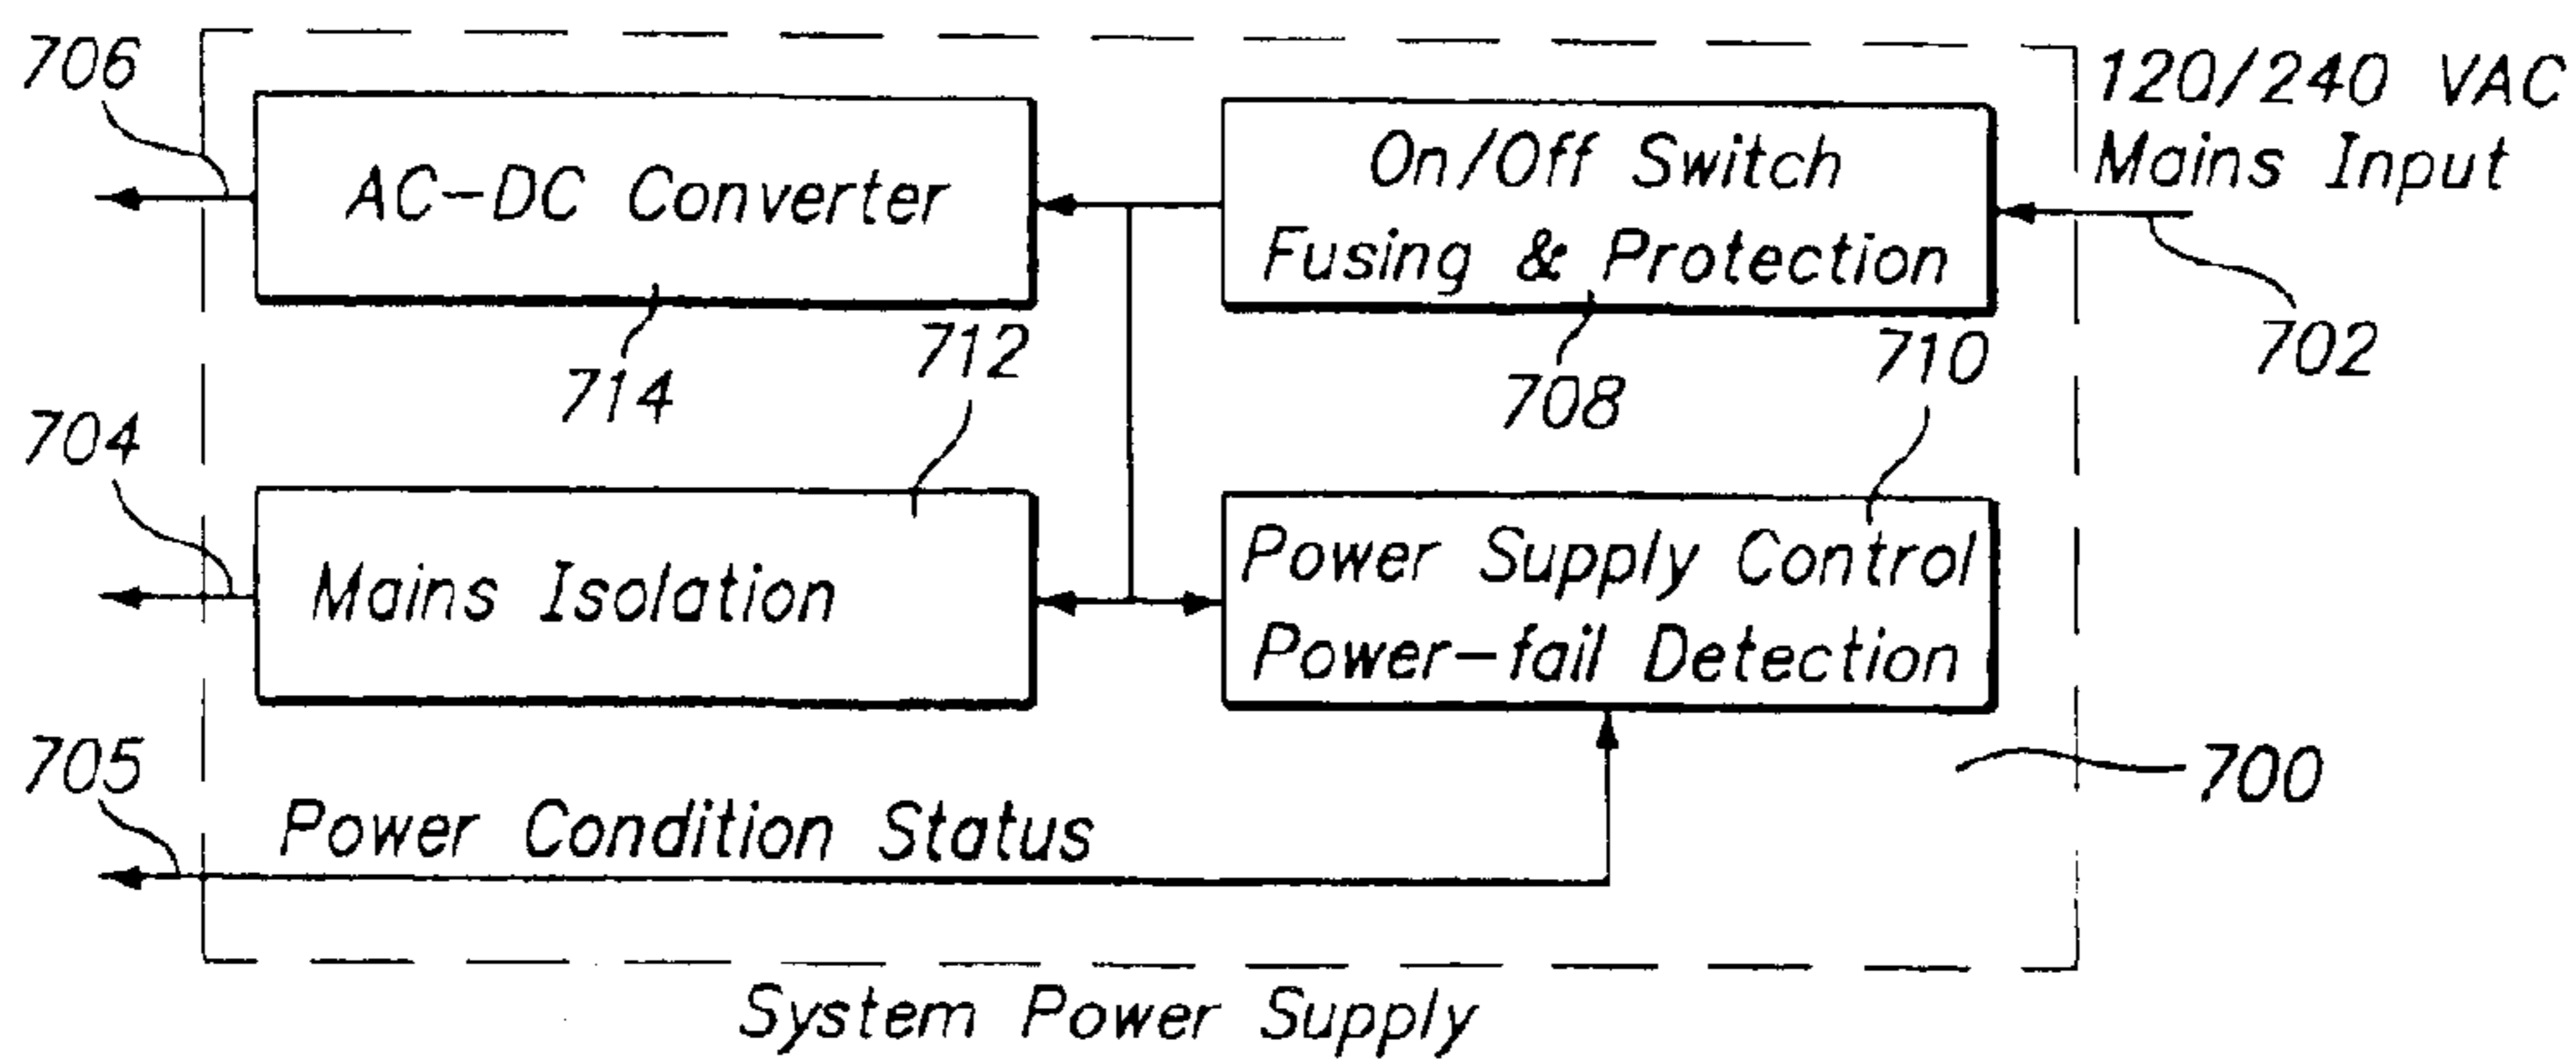 706
120/240 VAC
Mains Input
AC-DC Converter
On/Off Switch
Fusing & Protection
702
714
712
708
710
704
Mains Isolation
Power Supply Control
Power-fail Detection
705
Power Condition Status
700
System Power Supply